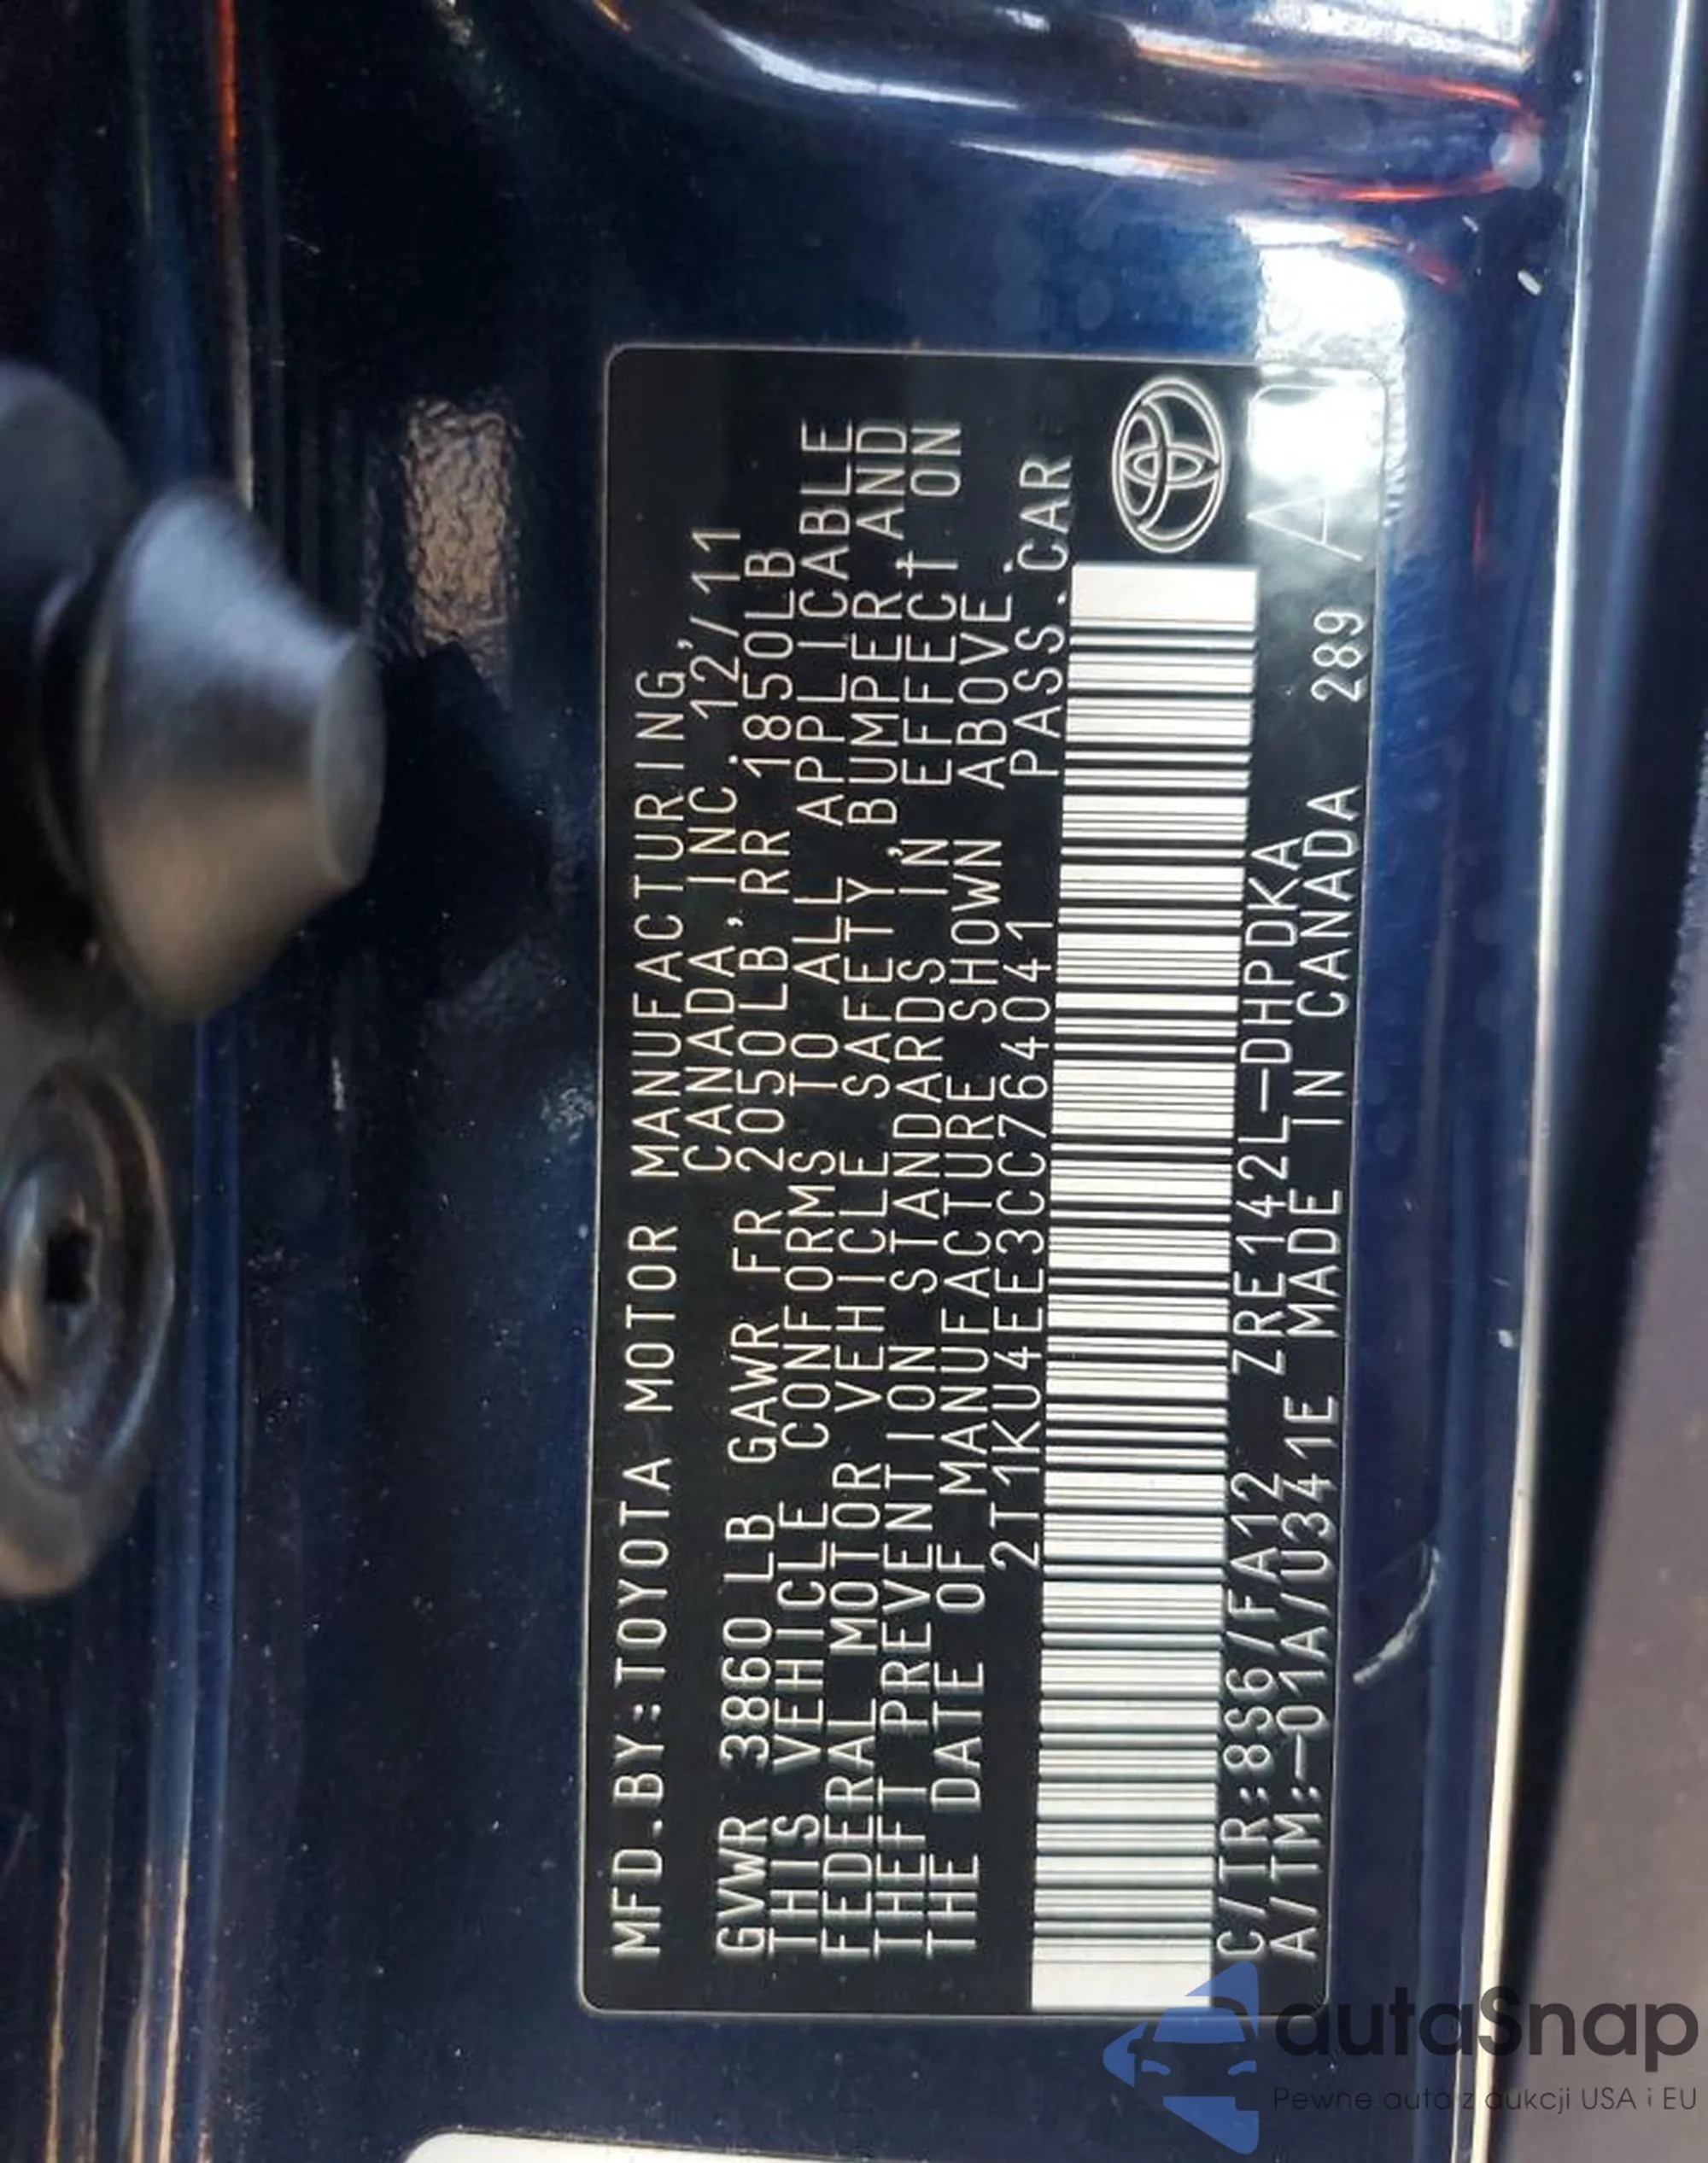 MFD.BY:TOYOTA MOTOR MANUFACTURING
CANADA, INC. 12/11
GVWR 3860 LB GAWR FR 2050LB, RR 1850LB
THIS VEHICLE CONFORMS TO ALL APPLICABLE
FEDERAL MOTOR VEHICLE SAFETY, BUMPER, AND
THEFT PREVENTION STANDARDS IN EFFECT ON
THE DATE OF MANUFACTURE SHOWN ABOVE.
2T1KU4EE3CC764041 PASS.CAR
C/TR:8S6/FA12 ZRE142L-DHPDKA
A/TM:-01A/U341E MADE IN CANADA 289
autaSnap
Pewne auta z aukcji USA i EU